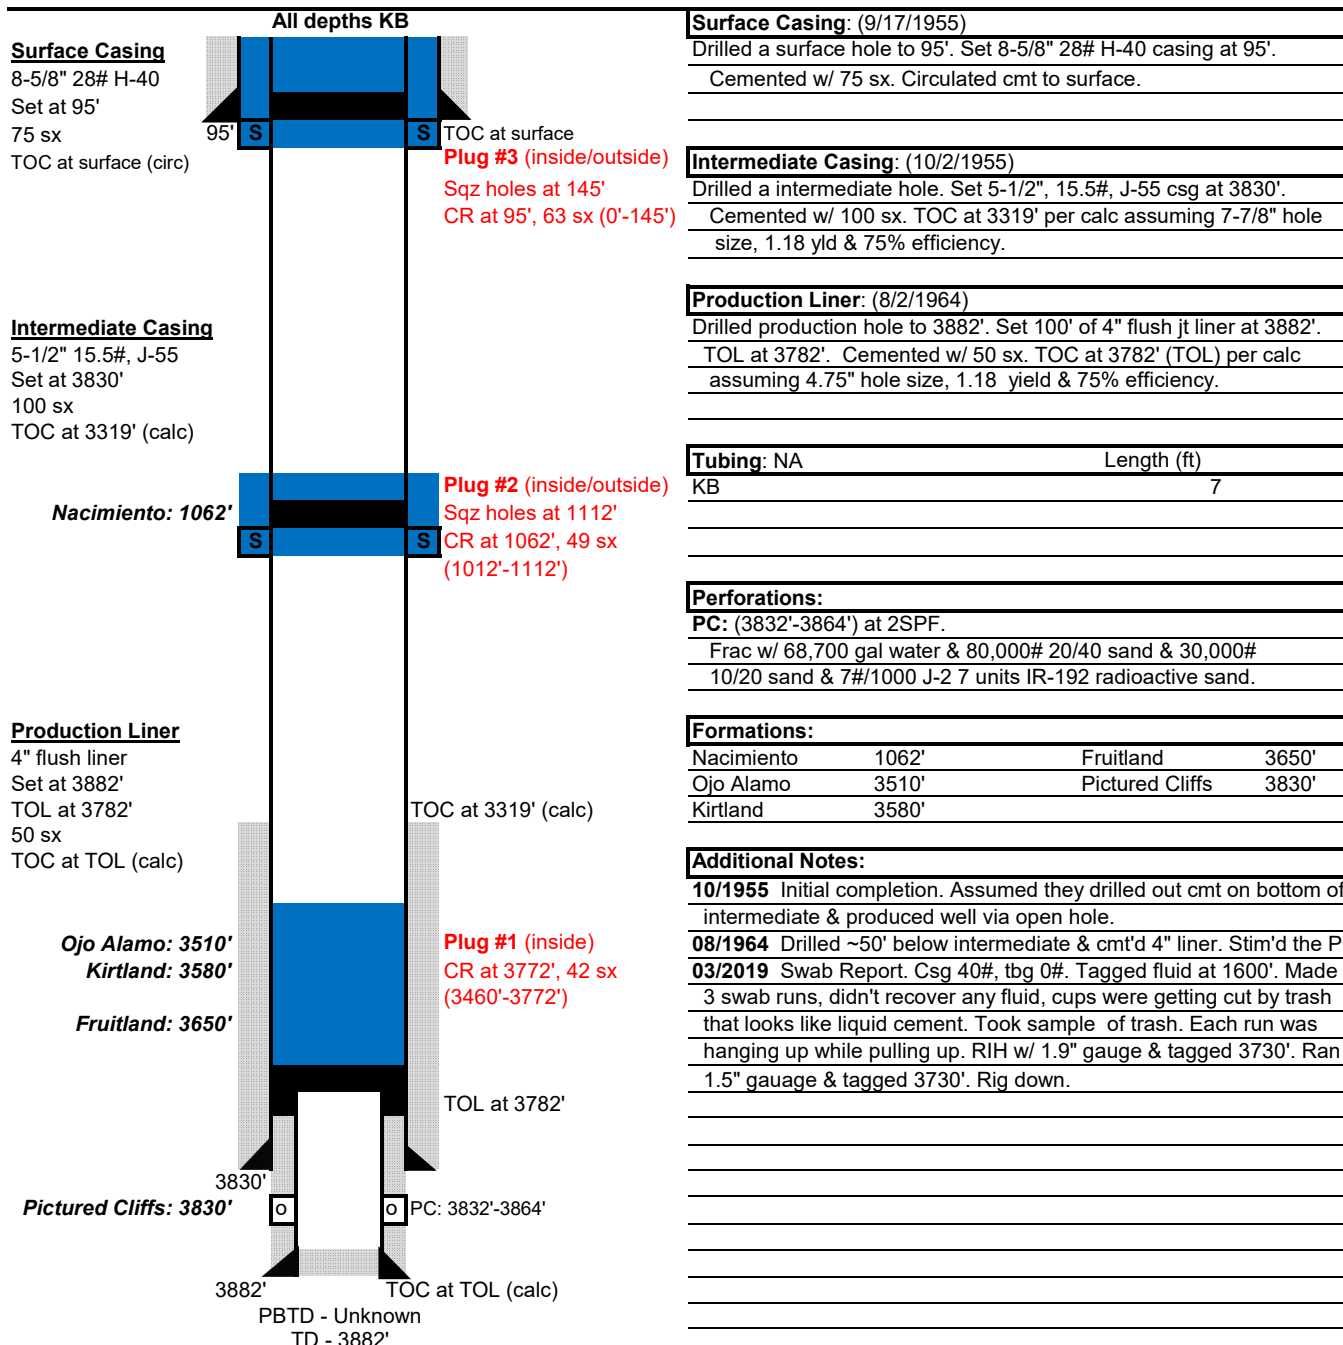 All depths KB
Surface Casing
8-5/8" 28# H-40
Set at 95'
75 sx
TOC at surface (circ)
95'
S
S
TOC at surface
Plug #3 (inside/outside)
Sqz holes at 145'
CR at 95', 63 sx (0'-145')
Intermediate Casing
5-1/2" 15.5#, J-55
Set at 3830'
100 sx
TOC at 3319' (calc)
Nacimiento: 1062'
S
S
Plug #2 (inside/outside)
Sqz holes at 1112'
CR at 1062', 49 sx
(1012'-1112')
Production Liner
4" flush liner
Set at 3882'
TOL at 3782'
50 sx
TOC at TOL (calc)
TOC at 3319' (calc)
Ojo Alamo: 3510'
Kirtland: 3580'
Fruitland: 3650'
Plug #1 (inside)
CR at 3772', 42 sx
(3460'-3772')
TOL at 3782'
3830'
Pictured Cliffs: 3830'
o
o
PC: 3832'-3864'
3882'
TOC at TOL (calc)
PBTD - Unknown
TD - 3882'
Surface Casing: (9/17/1955)
Drilled a surface hole to 95'. Set 8-5/8" 28# H-40 casing at 95'.
Cemented w/ 75 sx. Circulated cmt to surface.
Intermediate Casing: (10/2/1955)
Drilled a intermediate hole. Set 5-1/2", 15.5#, J-55 csg at 3830'.
Cemented w/ 100 sx. TOC at 3319' per calc assuming 7-7/8" hole
size, 1.18 yld & 75% efficiency.
Production Liner: (8/2/1964)
Drilled production hole to 3882'. Set 100' of 4" flush jt liner at 3882'.
TOL at 3782'. Cemented w/ 50 sx. TOC at 3782' (TOL) per calc
assuming 4.75" hole size, 1.18 yield & 75% efficiency.
Tubing: NA Length (ft)
KB 7
Perforations:
PC: (3832'-3864') at 2SPF.
Frac w/ 68,700 gal water & 80,000# 20/40 sand & 30,000#
10/20 sand & 7#/1000 J-2 7 units IR-192 radioactive sand.
Formations:
Nacimiento 1062' Fruitland 3650'
Ojo Alamo 3510' Pictured Cliffs 3830'
Kirtland 3580'
Additional Notes:
10/1955 Initial completion. Assumed they drilled out cmt on bottom of
intermediate & produced well via open hole.
08/1964 Drilled ~50' below intermediate & cmt'd 4" liner. Stim'd the P
03/2019 Swab Report. Csg 40#, tbg 0#. Tagged fluid at 1600'. Made
3 swab runs, didn't recover any fluid, cups were getting cut by trash
that looks like liquid cement. Took sample of trash. Each run was
hanging up while pulling up. RIH w/ 1.9" gauge & tagged 3730'. Ran
1.5" gauage & tagged 3730'. Rig down.